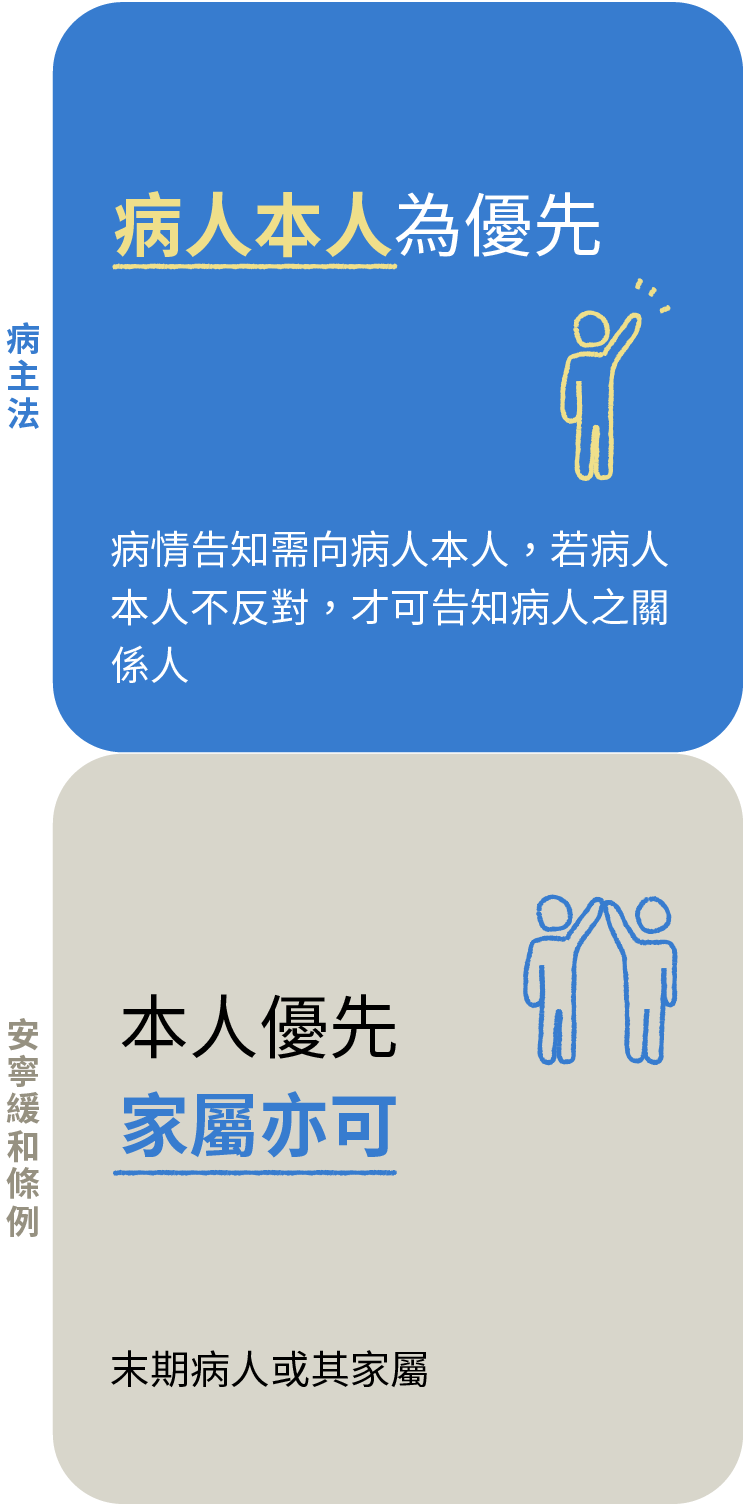 病主法
病人本人為優先
病情告知需向病人本人，若病人
本人不反對，才可告知病人之關
係人
安寧緩和條例
本人優先
家屬亦可
末期病人或其家屬